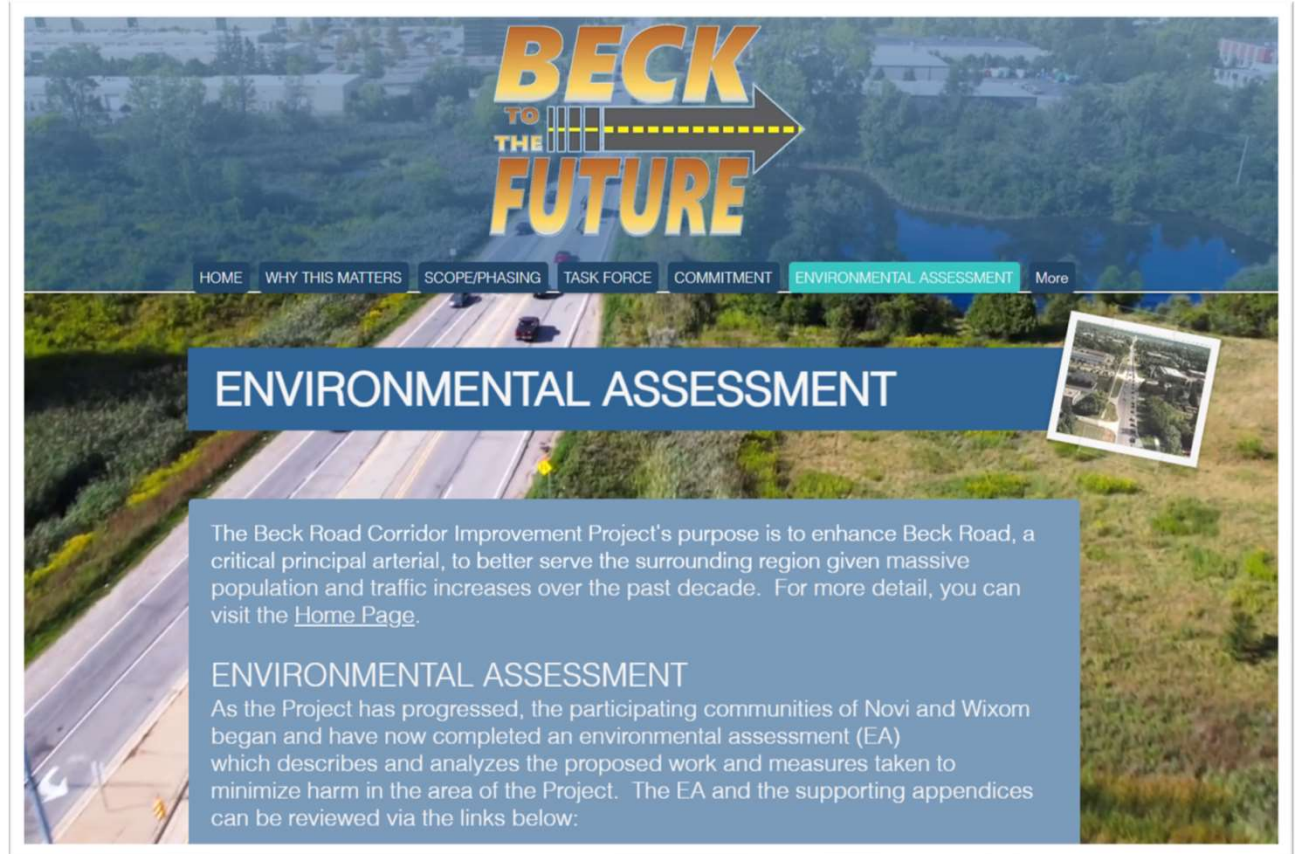 BECK
TO
THE
FUTURE
HOME WHY THIS MATTERS SCOPE/PHASING TASK FORCE COMMITMENT ENVIRONMENTAL ASSESSMENT More
ENVIRONMENTAL ASSESSMENT
The Beck Road Corridor Improvement Project's purpose is to enhance Beck Road, a
critical principal arterial, to better serve the surrounding region given massive
population and traffic increases over the past decade.  For more detail, you can
visit the Home Page.
ENVIRONMENTAL ASSESSMENT
As the Project has progressed, the participating communities of Novi and Wixom
began and have now completed an environmental assessment (EA)
which describes and analyzes the proposed work and measures taken to
minimize harm in the area of the Project.  The EA and the supporting appendices
can be reviewed via the links below: